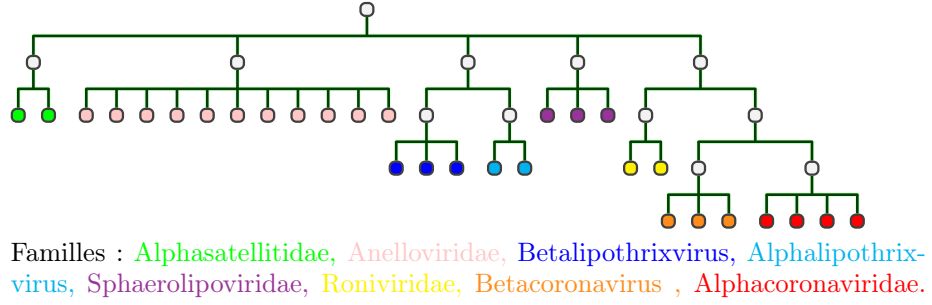 Familles : Alphasatellitidae, Anelloviridae, Betalipothrixvirus, Alphalipothrix-
virus, Sphaerolipoviridae, Roniviridae, Betacoronavirus , Alphacoronaviridae.